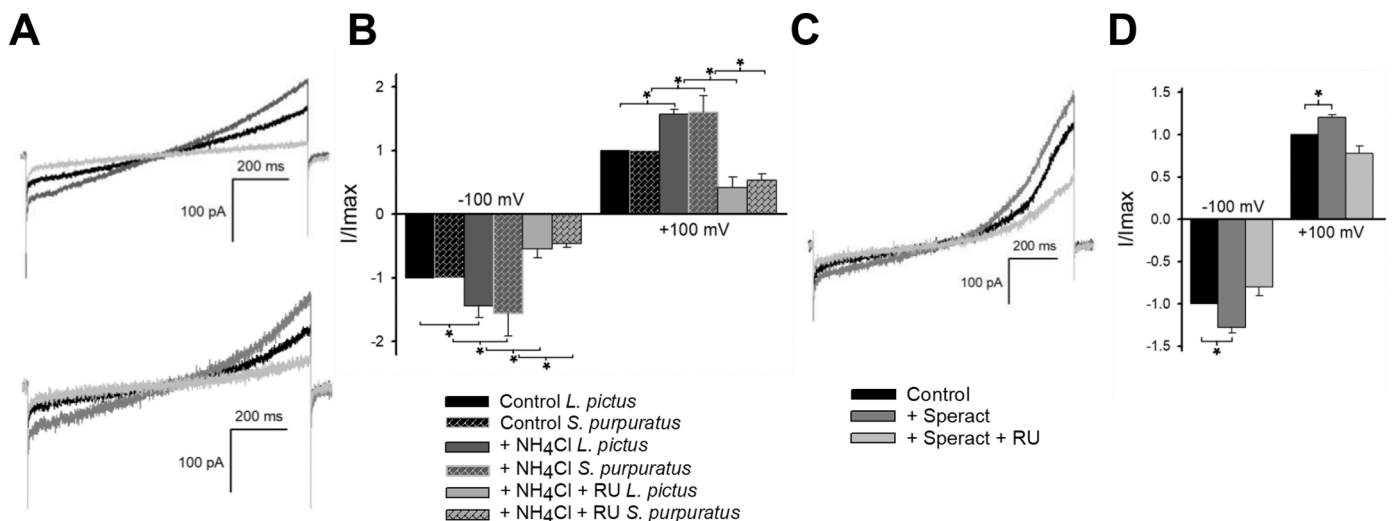 A
200 ms
100 pA
200 ms
100 pA
B
I/Imax
2
1
0
-1
-2
-100 mV
+100 mV
*
*
*
*
*
*
*
*
Control L. pictus
Control S. purpuratus
+ NH4Cl L. pictus
+ NH4Cl S. purpuratus
+ NH4Cl + RU L. pictus
+ NH4Cl + RU S. purpuratus
C
200 ms
100 pA
D
I/Imax
1.5
1.0
0.5
0.0
-0.5
-1.0
-1.5
-100 mV
+100 mV
*
*
Control
+ Speract
+ Speract + RU